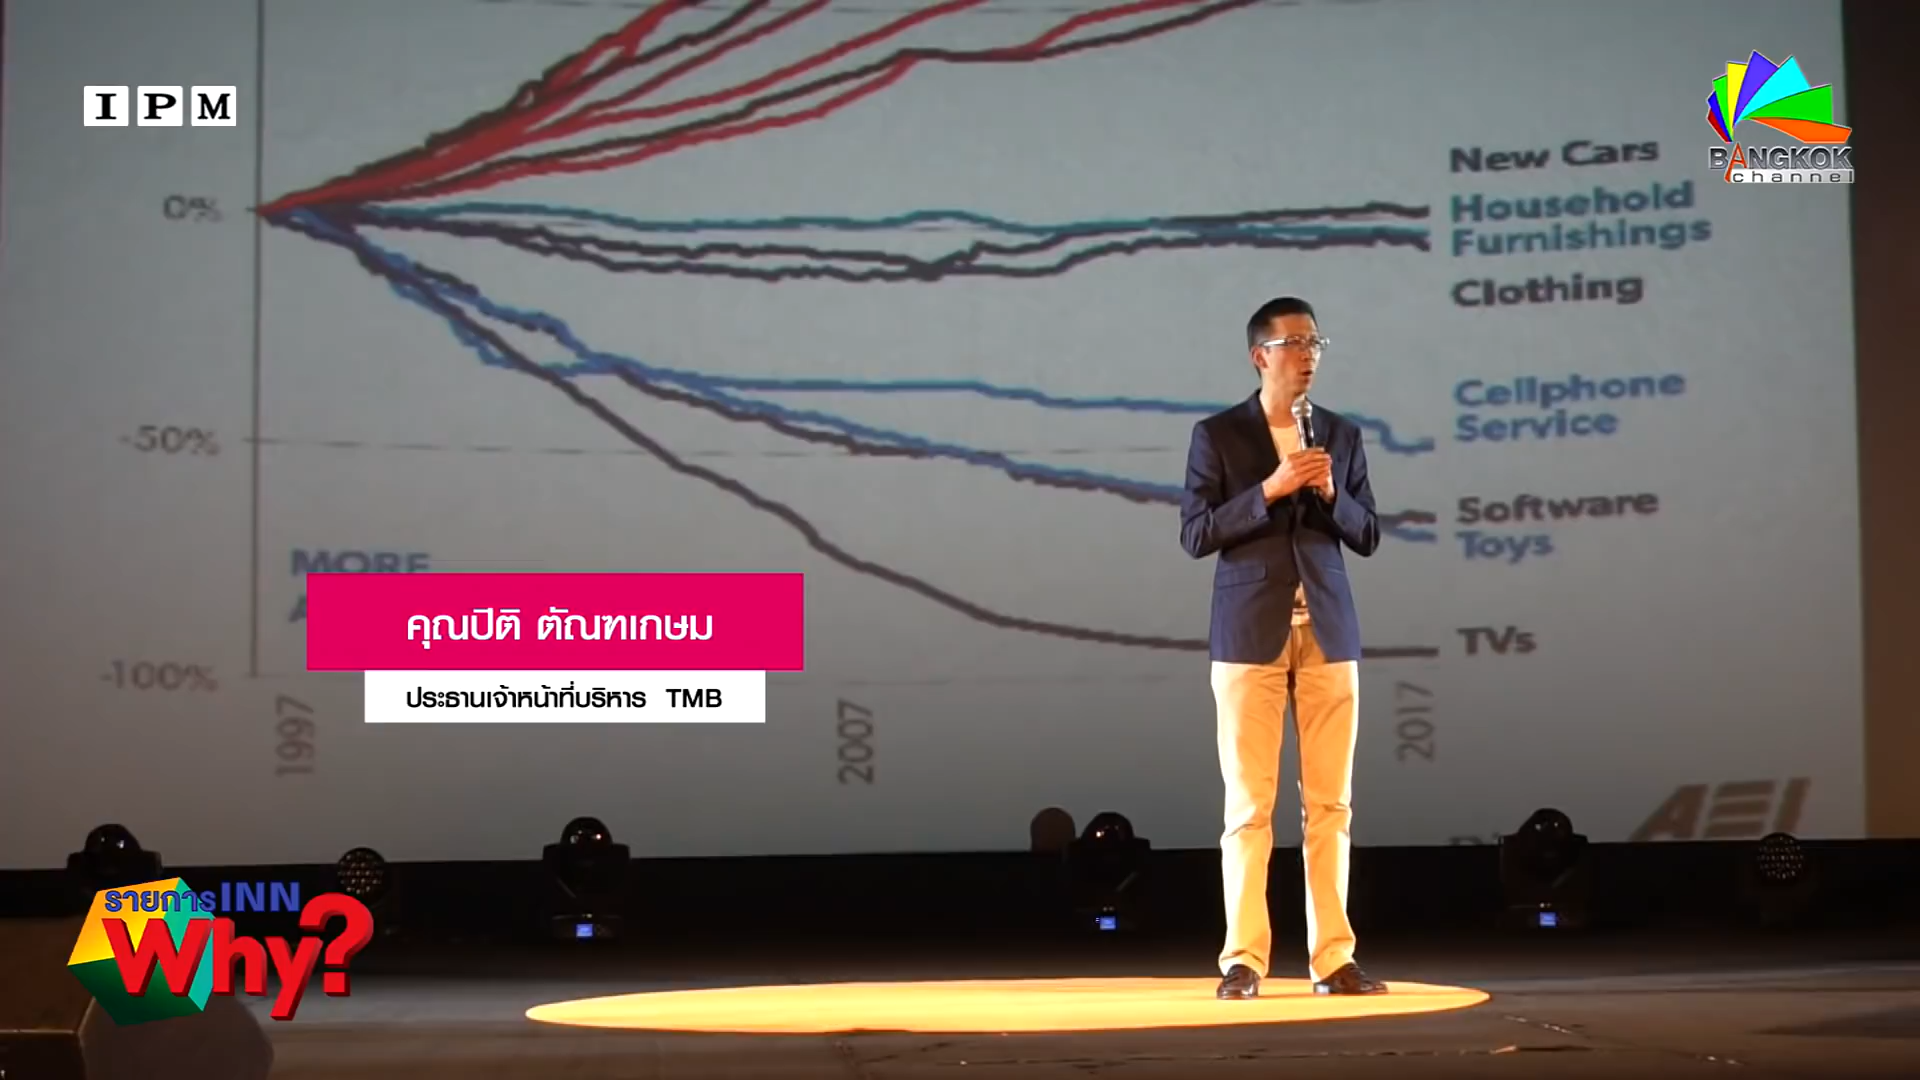 IPM
BANGKOK
channel
0%
-50%
-100%
New Cars
Household
Furnishings
Clothing
Cellphone
Service
Software
Toys
TVs
MORE
คุณปิติ ตัณฑเกษม
ประธานเจ้าหน้าที่บริหาร TMB
1997
2007
2017
AEI
รายการINN
Why?